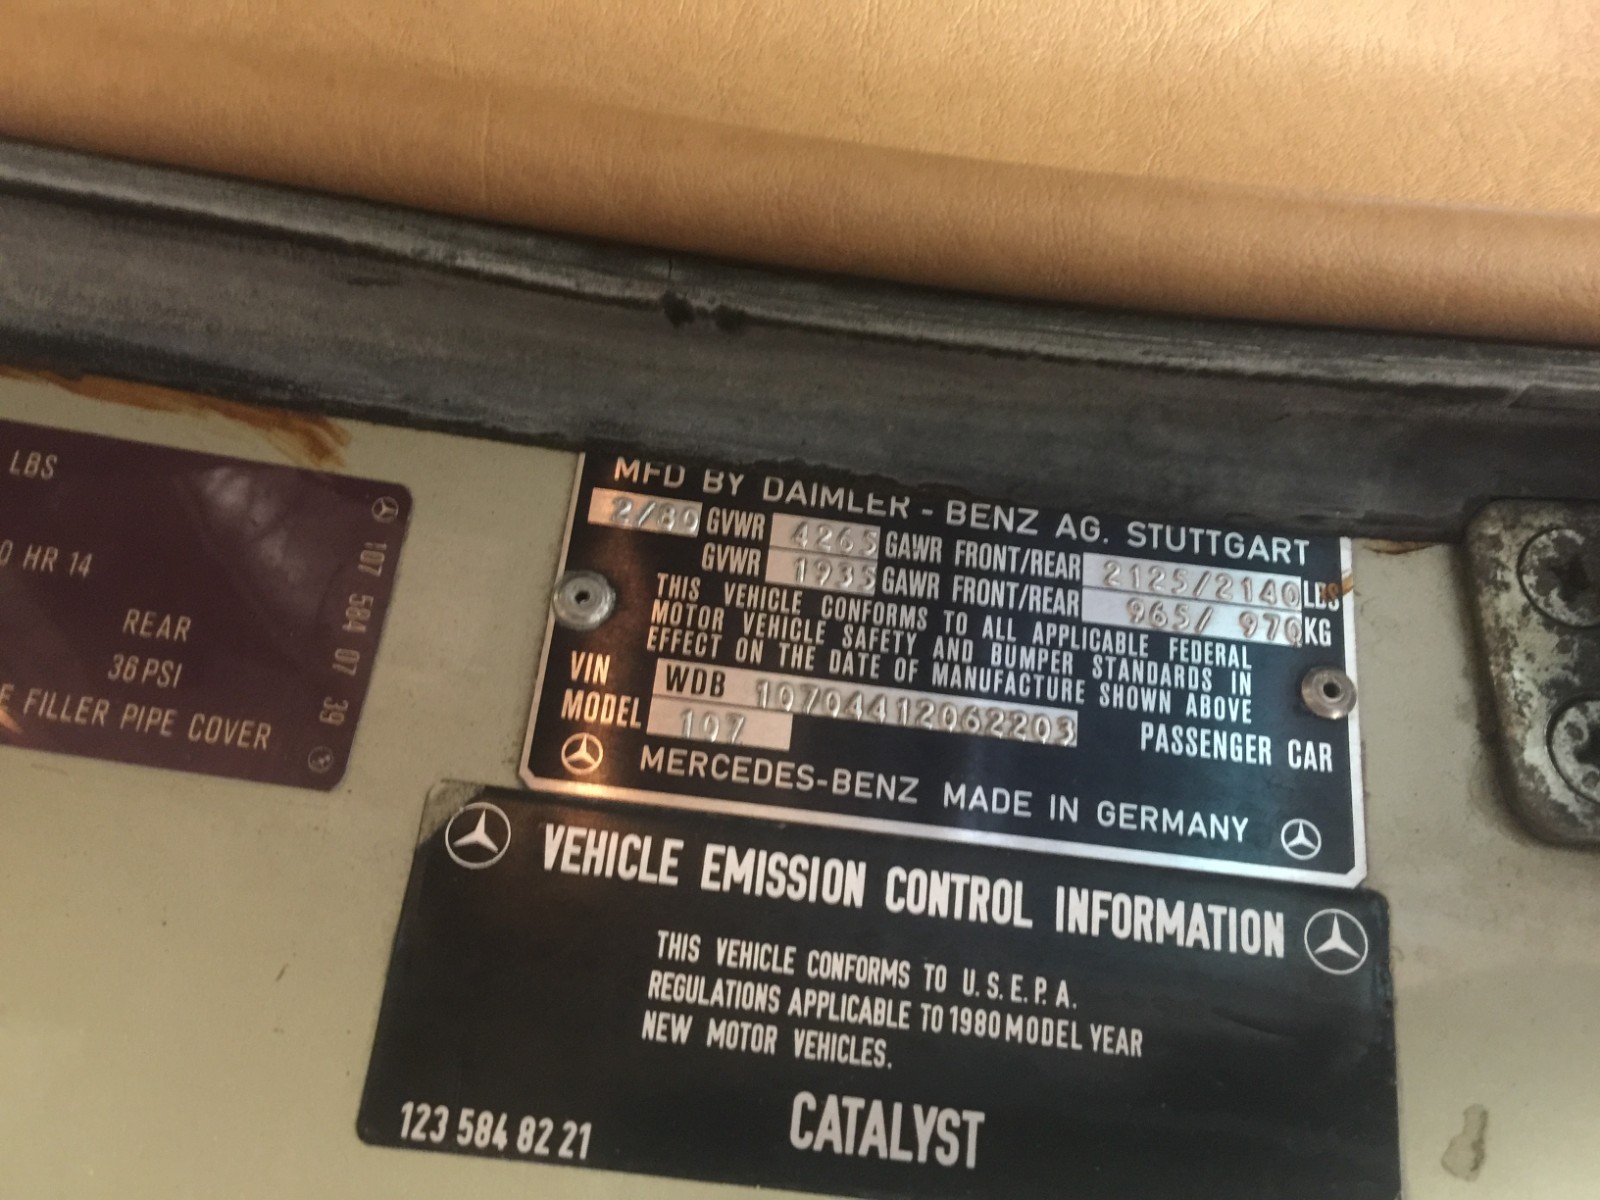 LBS
0 HR 14
REAR
36 PSI
E FILLER PIPE COVER
107 584 07 39
MFD BY DAIMLER - BENZ AG. STUTTGART
2/80 GVWR 4265 GAWR FRONT/REAR 2125/2140 LBS
GVWR 1935 GAWR FRONT/REAR 965/ 970 KG
THIS VEHICLE CONFORMS TO ALL APPLICABLE FEDERAL
MOTOR VEHICLE SAFETY AND BUMPER STANDARDS IN
EFFECT ON THE DATE OF MANUFACTURE SHOWN ABOVE
VIN WDB 10704412062203
MODEL 107 PASSENGER CAR
MERCEDES-BENZ MADE IN GERMANY
VEHICLE EMISSION CONTROL INFORMATION
THIS VEHICLE CONFORMS TO U. S. E. P. A.
REGULATIONS APPLICABLE TO 1980 MODEL YEAR
NEW MOTOR VEHICLES.
123 584 82 21 CATALYST